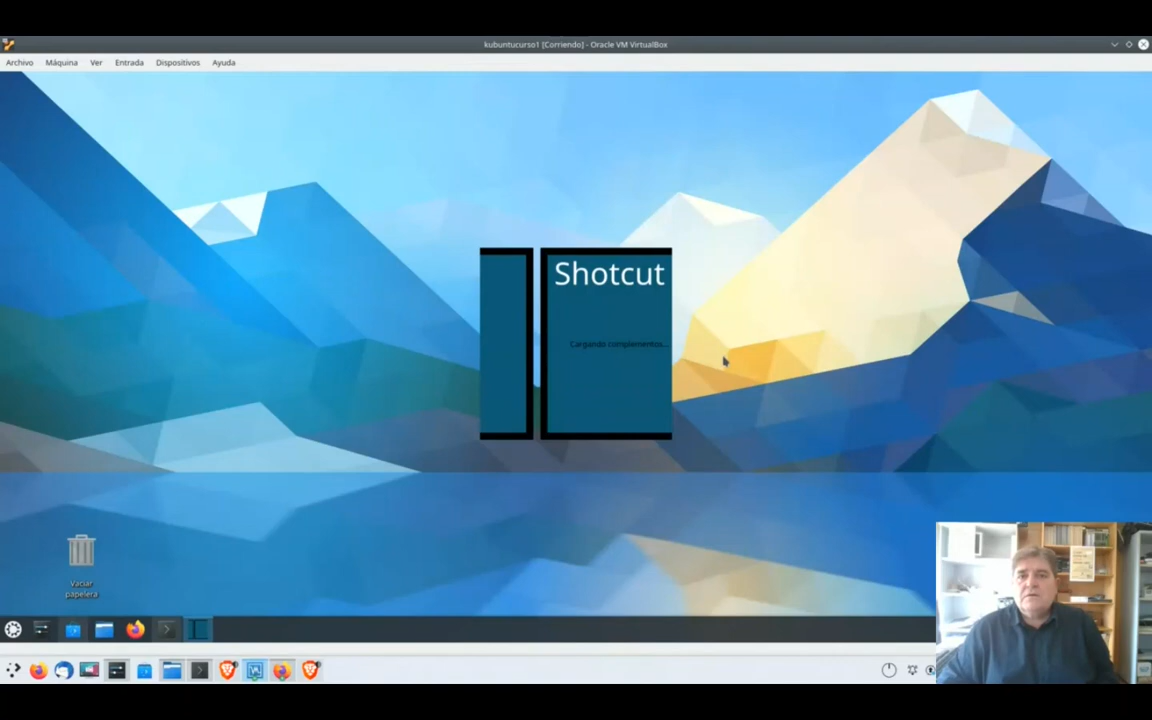 kubuntucurso1 [Corriendo] - Oracle VM VirtualBox
Archivo Máquina Ver Entrada Dispositivos Ayuda
Shotcut
Cargando complementos...
Vaciar
papelera